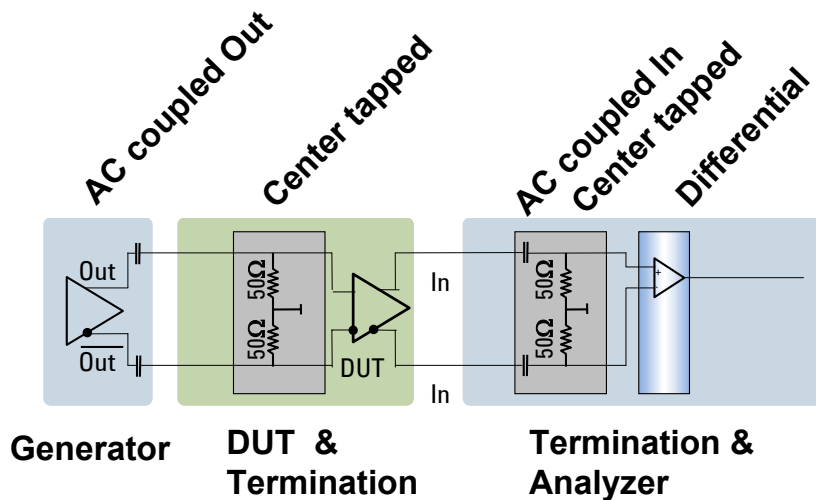 AC coupled Out
Center tapped
AC coupled In
Center tapped
Differential
Out
Out
50Ω
50Ω
DUT
In
In
50Ω
50Ω
+
-
Generator
DUT &
Termination
Termination &
Analyzer